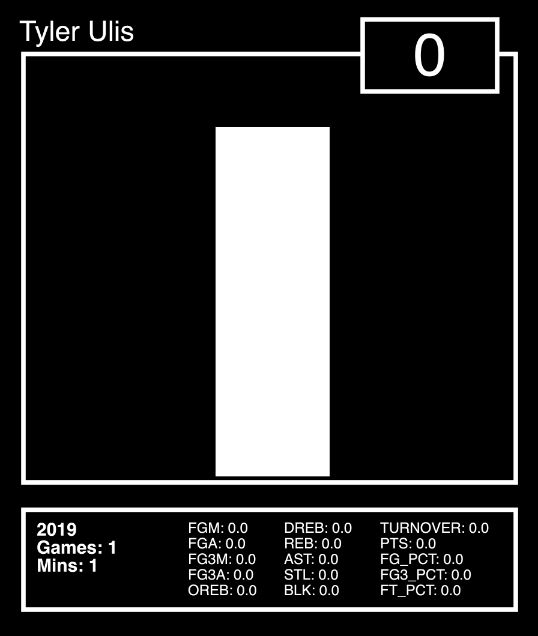 Tyler Ulis
0
2019
Games: 1
Mins: 1
FGM: 0.0
FGA: 0.0
FG3M: 0.0
FG3A: 0.0
OREB: 0.0
DREB: 0.0
REB: 0.0
AST: 0.0
STL: 0.0
BLK: 0.0
TURNOVER: 0.0
PTS: 0.0
FG_PCT: 0.0
FG3_PCT: 0.0
FT_PCT: 0.0